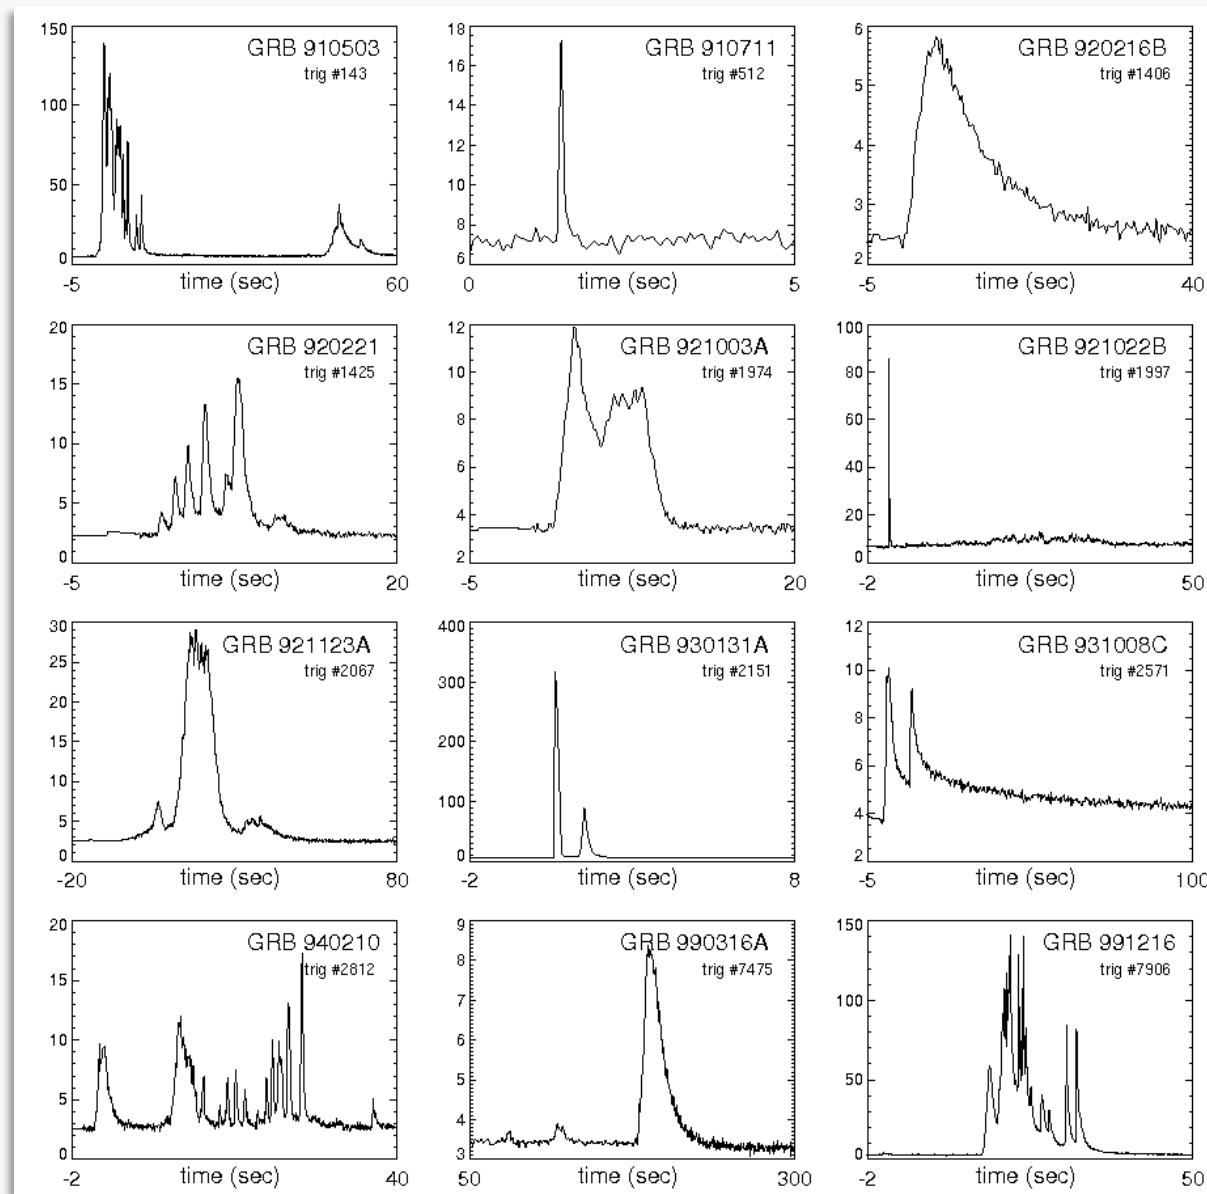 GRB 910503
trig #143
150
100
50
0
-5
time (sec)
60
GRB 910711
trig #512
18
16
14
12
10
8
6
0
time (sec)
5
GRB 920216B
trig #1406
6
5
4
3
2
-5
time (sec)
40
GRB 920221
trig #1425
20
15
10
5
0
-5
time (sec)
20
GRB 921003A
trig #1974
12
10
8
6
4
2
-5
time (sec)
20
GRB 921022B
trig #1997
100
80
60
40
20
0
-2
time (sec)
50
GRB 921123A
trig #2067
30
25
20
15
10
5
0
-20
time (sec)
80
GRB 930131A
trig #2151
400
300
200
100
0
-2
time (sec)
8
GRB 931008C
trig #2571
12
10
8
6
4
2
-5
time (sec)
100
GRB 940210
trig #2812
20
15
10
5
0
-2
time (sec)
40
GRB 990316A
trig #7475
9
8
7
6
5
4
3
50
time (sec)
300
GRB 991216
trig #7906
150
100
50
0
-5
time (sec)
50